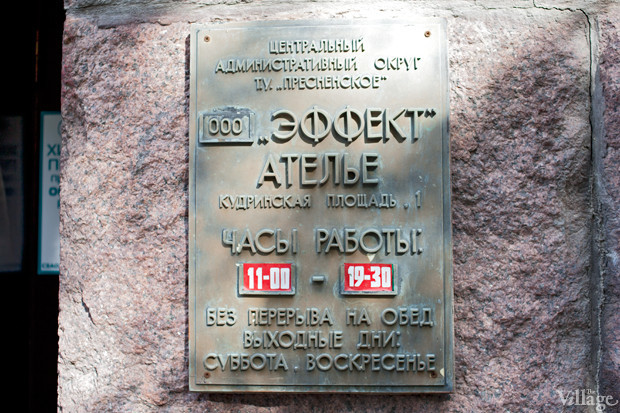 ЦЕНТРАЛЬНЫЙ
АДМИНИСТРАТИВНЫЙ ОКРУГ
Т.У. „ПРЕСНЕНСКОЕ"
ООО „ЭФФЕКТ"
АТЕЛЬЕ
КУДРИНСКАЯ ПЛОЩАДЬ, 1
ЧАСЫ РАБОТЫ:
11-00 - 19-30
БЕЗ ПЕРЕРЫВА НА ОБЕД
ВЫХОДНЫЕ ДНИ:
СУББОТА. ВОСКРЕСЕНЬЕ
The Village